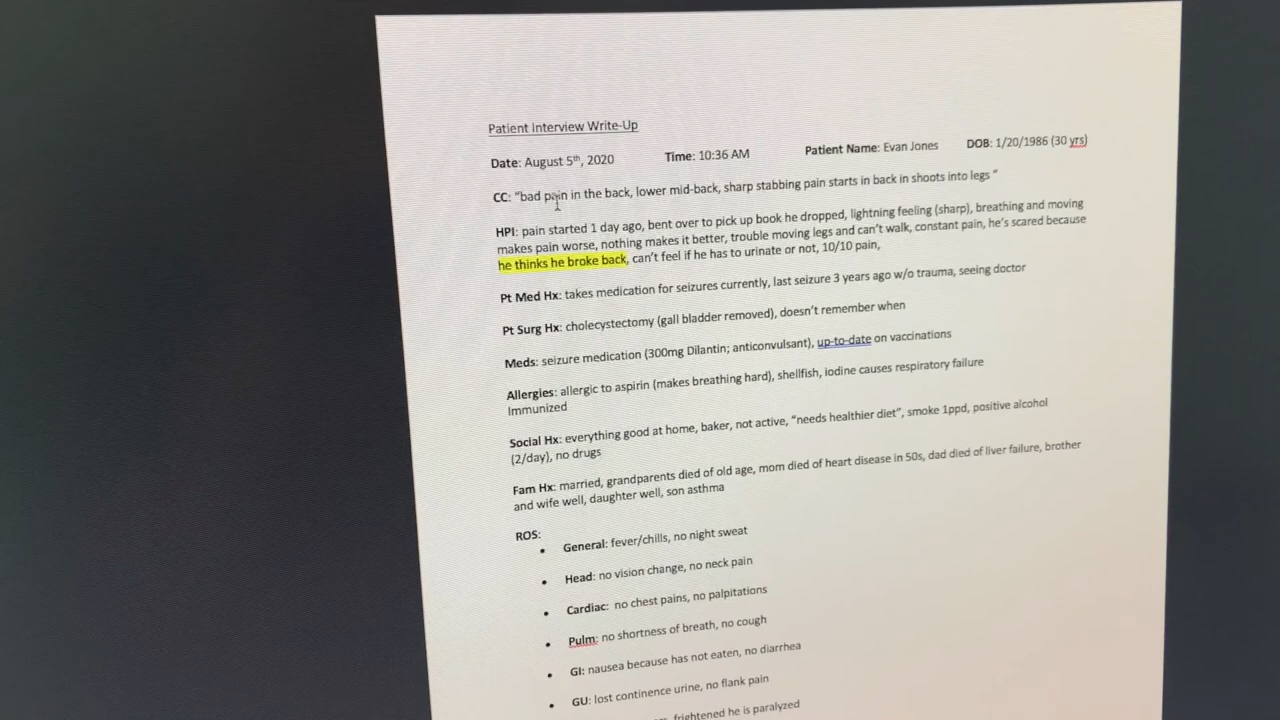 Patient Interview Write-Up
Date: August 5th, 2020 Time: 10:36 AM Patient Name: Evan Jones DOB: 1/20/1986 (30 yrs)
CC: "bad pain in the back, lower mid-back, sharp stabbing pain starts in back in shoots into legs "
HPI: pain started 1 day ago, bent over to pick up book he dropped, lightning feeling (sharp), breathing and moving
makes pain worse, nothing makes it better, trouble moving legs and can't walk, constant pain, he's scared because
he thinks he broke back, can't feel if he has to urinate or not, 10/10 pain,
Pt Med Hx: takes medication for seizures currently, last seizure 3 years ago w/o trauma, seeing doctor
Pt Surg Hx: cholecystectomy (gall bladder removed), doesn't remember when
Meds: seizure medication (300mg Dilantin; anticonvulsant), up-to-date on vaccinations
Allergies: allergic to aspirin (makes breathing hard), shellfish, iodine causes respiratory failure
Immunized
Social Hx: everything good at home, baker, not active, "needs healthier diet", smoke 1ppd, positive alcohol
(2/day), no drugs
Fam Hx: married, grandparents died of old age, mom died of heart disease in 50s, dad died of liver failure, brother
and wife well, daughter well, son asthma
ROS:
• General: fever/chills, no night sweat
• Head: no vision change, no neck pain
• Cardiac: no chest pains, no palpitations
• Pulm: no shortness of breath, no cough
• GI: nausea because has not eaten, no diarrhea
• GU: lost continence urine, no flank pain
frightened he is paralyzed